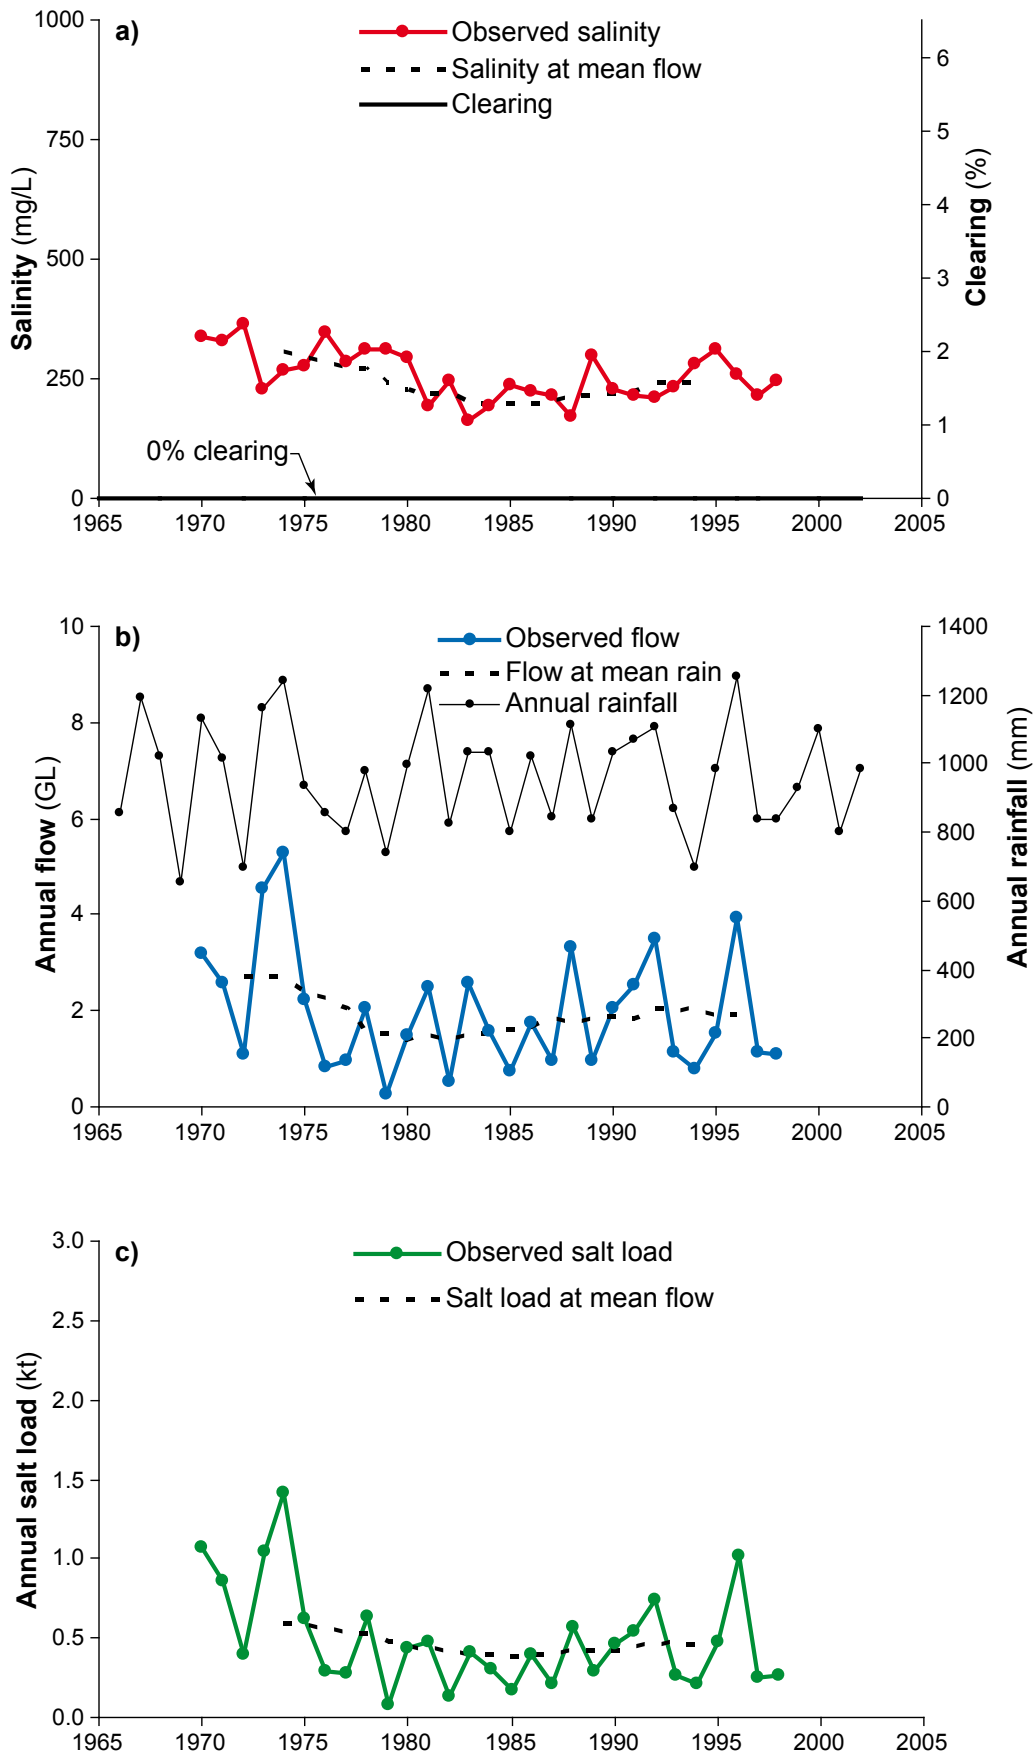 a)
Observed salinity
Salinity at mean flow
Clearing
1000
750
500
250
0
Salinity (mg/L)
6
5
4
3
2
1
0
Clearing (%)
0% clearing
1965 1970 1975 1980 1985 1990 1995 2000 2005
b)
Observed flow
Flow at mean rain
Annual rainfall
10
8
6
4
2
0
Annual flow (GL)
1400
1200
1000
800
600
400
200
0
Annual rainfall (mm)
1965 1970 1975 1980 1985 1990 1995 2000 2005
c)
Observed salt load
Salt load at mean flow
3.0
2.5
2.0
1.5
1.0
0.5
0.0
Annual salt load (kt)
1965 1970 1975 1980 1985 1990 1995 2000 2005